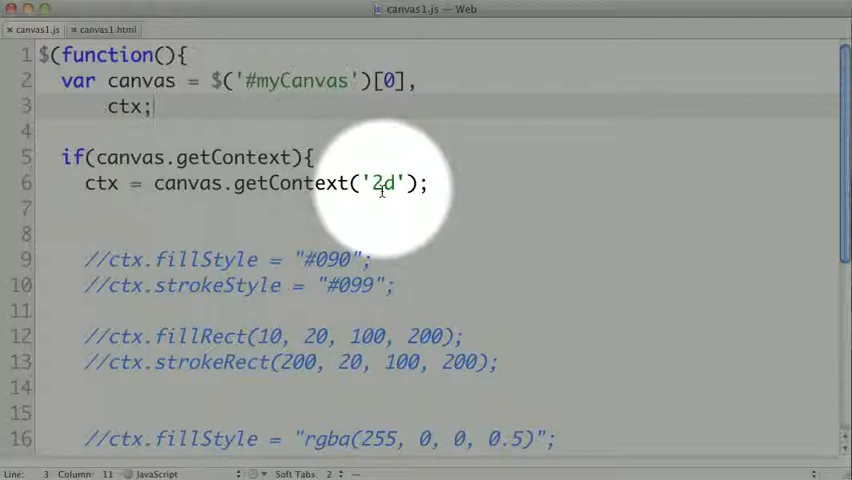 canvas1.js — Web
× canvas1.js × canvas1.html
1 $(function(){
2 var canvas = $('#myCanvas')[0],
3 ctx;
4
5 if(canvas.getContext){
6 ctx = canvas.getContext('2d');
7
8
9 //ctx.fillStyle = "#090";
10 //ctx.strokeStyle = "#099";
11
12 //ctx.fillRect(10, 20, 100, 200);
13 //ctx.strokeRect(200, 20, 100, 200);
14
15
16 //ctx.fillStyle = "rgba(255, 0, 0, 0.5)";
Line: 3 Column: 11 JavaScript Soft Tabs: 2 —